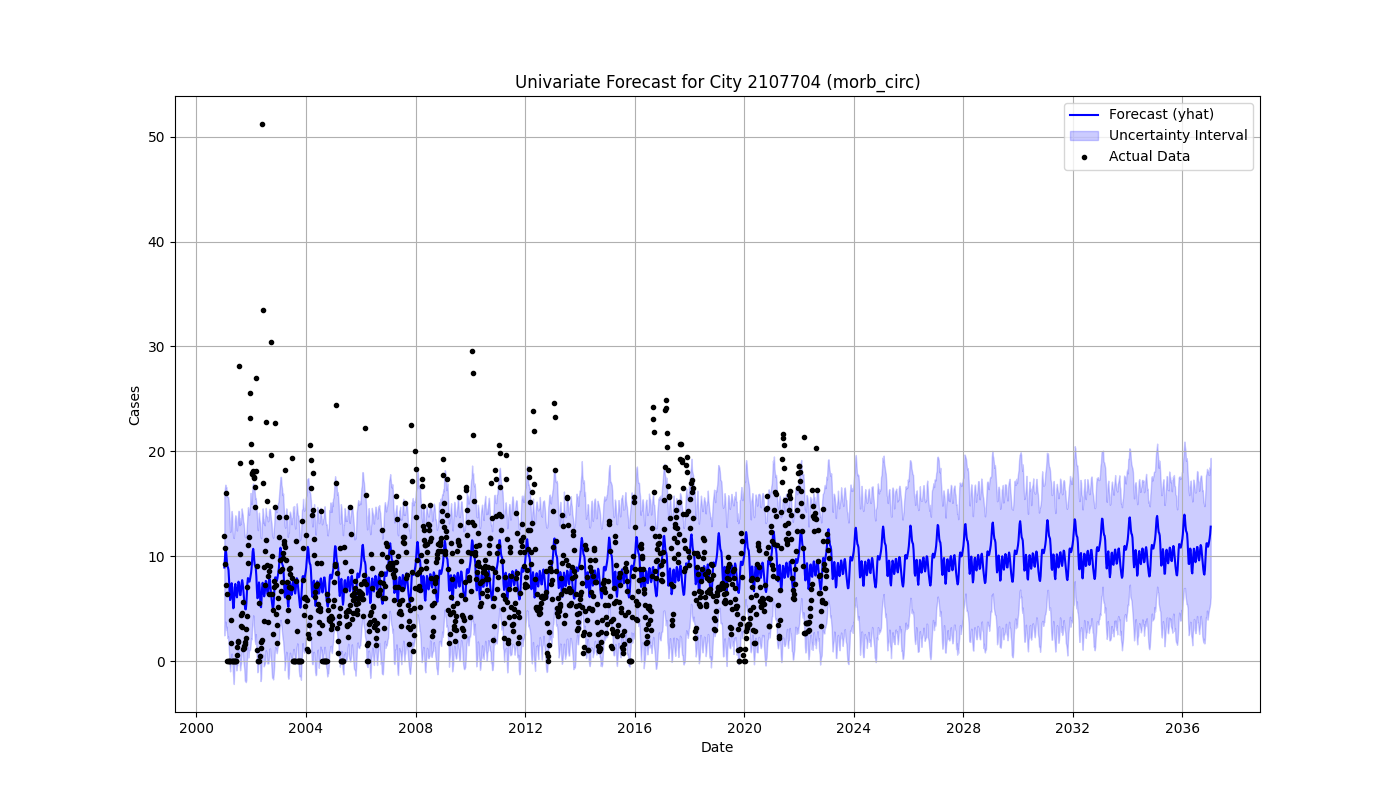 Univariate Forecast for City 2107704 (morb_circ)
Forecast (yhat)
Uncertainty Interval
Actual Data
50
40
30
20
10
0
Cases
2000 2004 2008 2012 2016 2020 2024 2028 2032 2036
Date